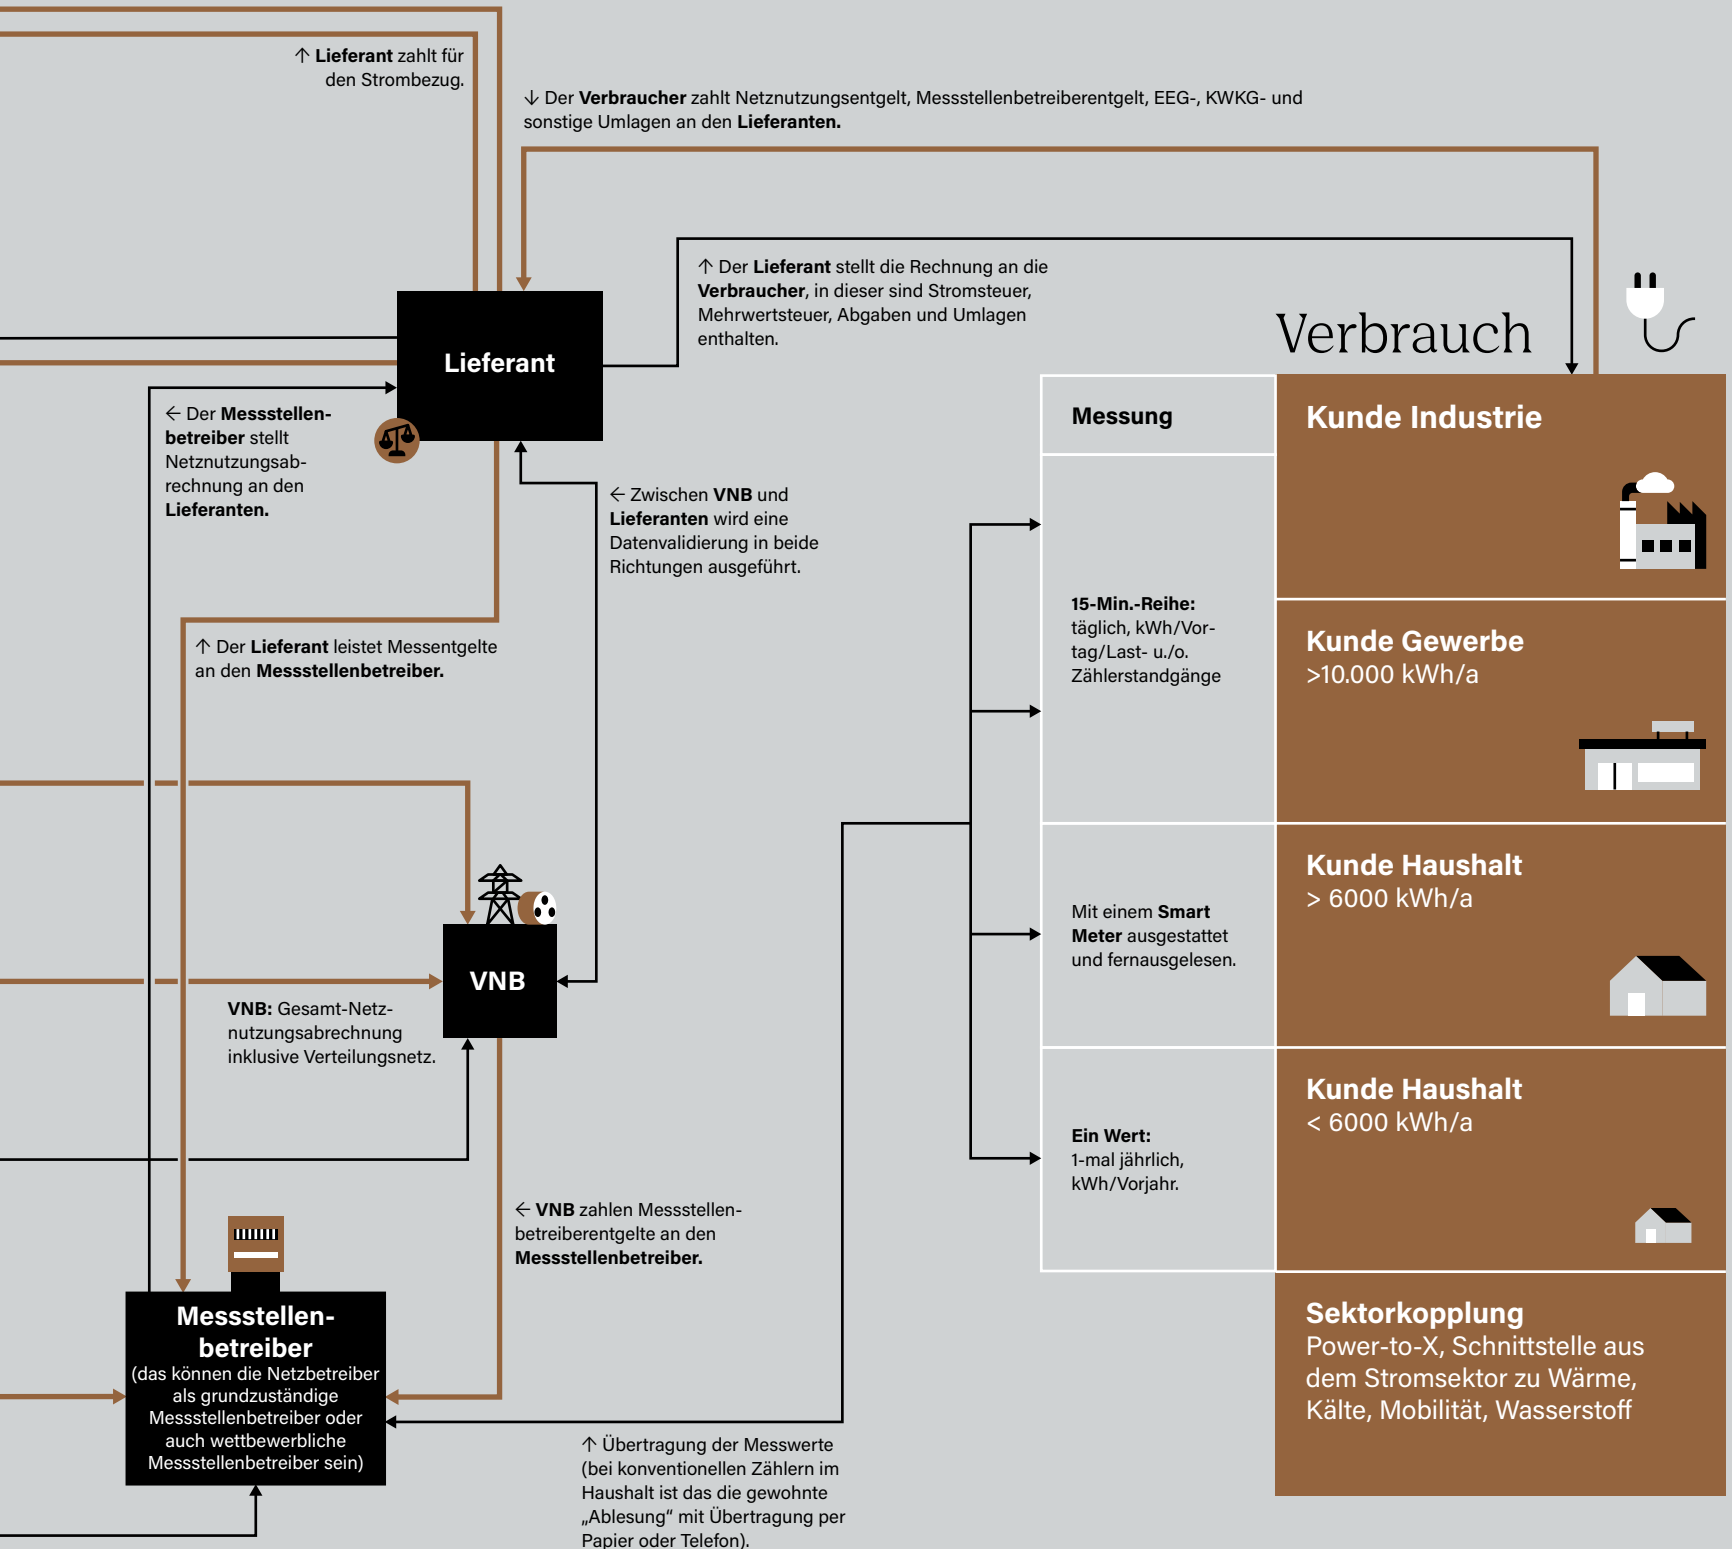 ↑ Lieferant zahlt für
den Strombezug.
↓ Der Verbraucher zahlt Netznutzungsentgelt, Messstellenbetreiberentgelt, EEG-, KWKG- und
sonstige Umlagen an den Lieferanten.
↑ Der Lieferant stellt die Rechnung an die
Verbraucher, in dieser sind Stromsteuer,
Mehrwertsteuer, Abgaben und Umlagen
enthalten.
Lieferant
← Der Messstellen-
betreiber stellt
Netznutzungsab-
rechnung an den
Lieferanten.
← Zwischen VNB und
Lieferanten wird eine
Datenvalidierung in beide
Richtungen ausgeführt.
↑ Der Lieferant leistet Messentgelte
an den Messstellenbetreiber.
VNB
VNB: Gesamt-Netz-
nutzungsabrechnung
inklusive Verteilungsnetz.
← VNB zahlen Messstellen-
betreiberentgelte an den
Messstellenbetreiber.
Messstellen-
betreiber
(das können die Netzbetreiber
als grundzuständige
Messstellenbetreiber oder
auch wettbewerbliche
Messstellenbetreiber sein)
↑ Übertragung der Messwerte
(bei konventionellen Zählern im
Haushalt ist das die gewohnte
„Ablesung“ mit Übertragung per
Papier oder Telefon).
Verbrauch
Messung
15-Min.-Reihe:
täglich, kWh/Vor-
tag/Last- u./o.
Zählerstandgänge
Mit einem Smart
Meter ausgestattet
und fernausgelesen.
Ein Wert:
1-mal jährlich,
kWh/Vorjahr.
Kunde Industrie
Kunde Gewerbe
>10.000 kWh/a
Kunde Haushalt
> 6000 kWh/a
Kunde Haushalt
< 6000 kWh/a
Sektorkopplung
Power-to-X, Schnittstelle aus
dem Stromsektor zu Wärme,
Kälte, Mobilität, Wasserstoff